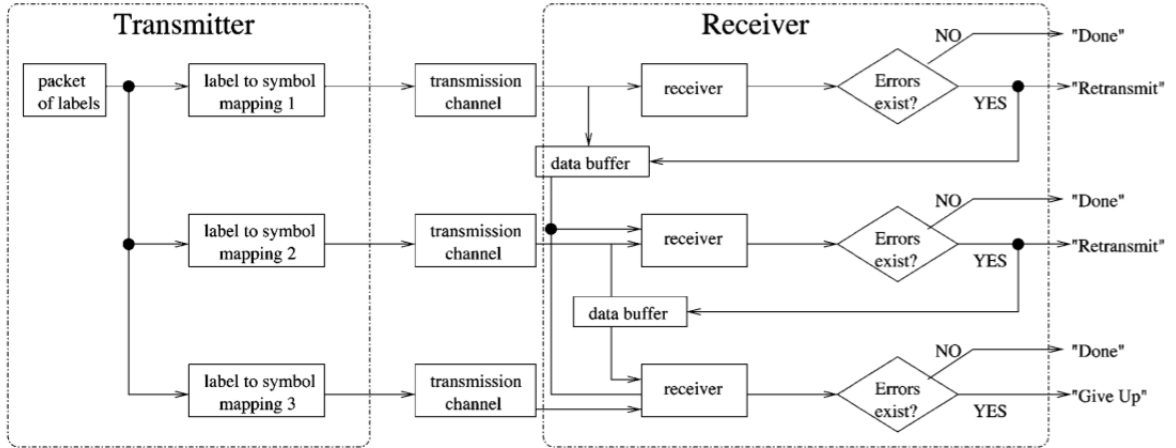 Transmitter
Receiver
packet
of labels
label to symbol
mapping 1
transmission
channel
receiver
Errors
exist?
NO
YES
"Done"
"Retransmit"
data buffer
label to symbol
mapping 2
transmission
channel
receiver
Errors
exist?
NO
YES
"Done"
"Retransmit"
data buffer
label to symbol
mapping 3
transmission
channel
receiver
Errors
exist?
NO
YES
"Done"
"Give Up"